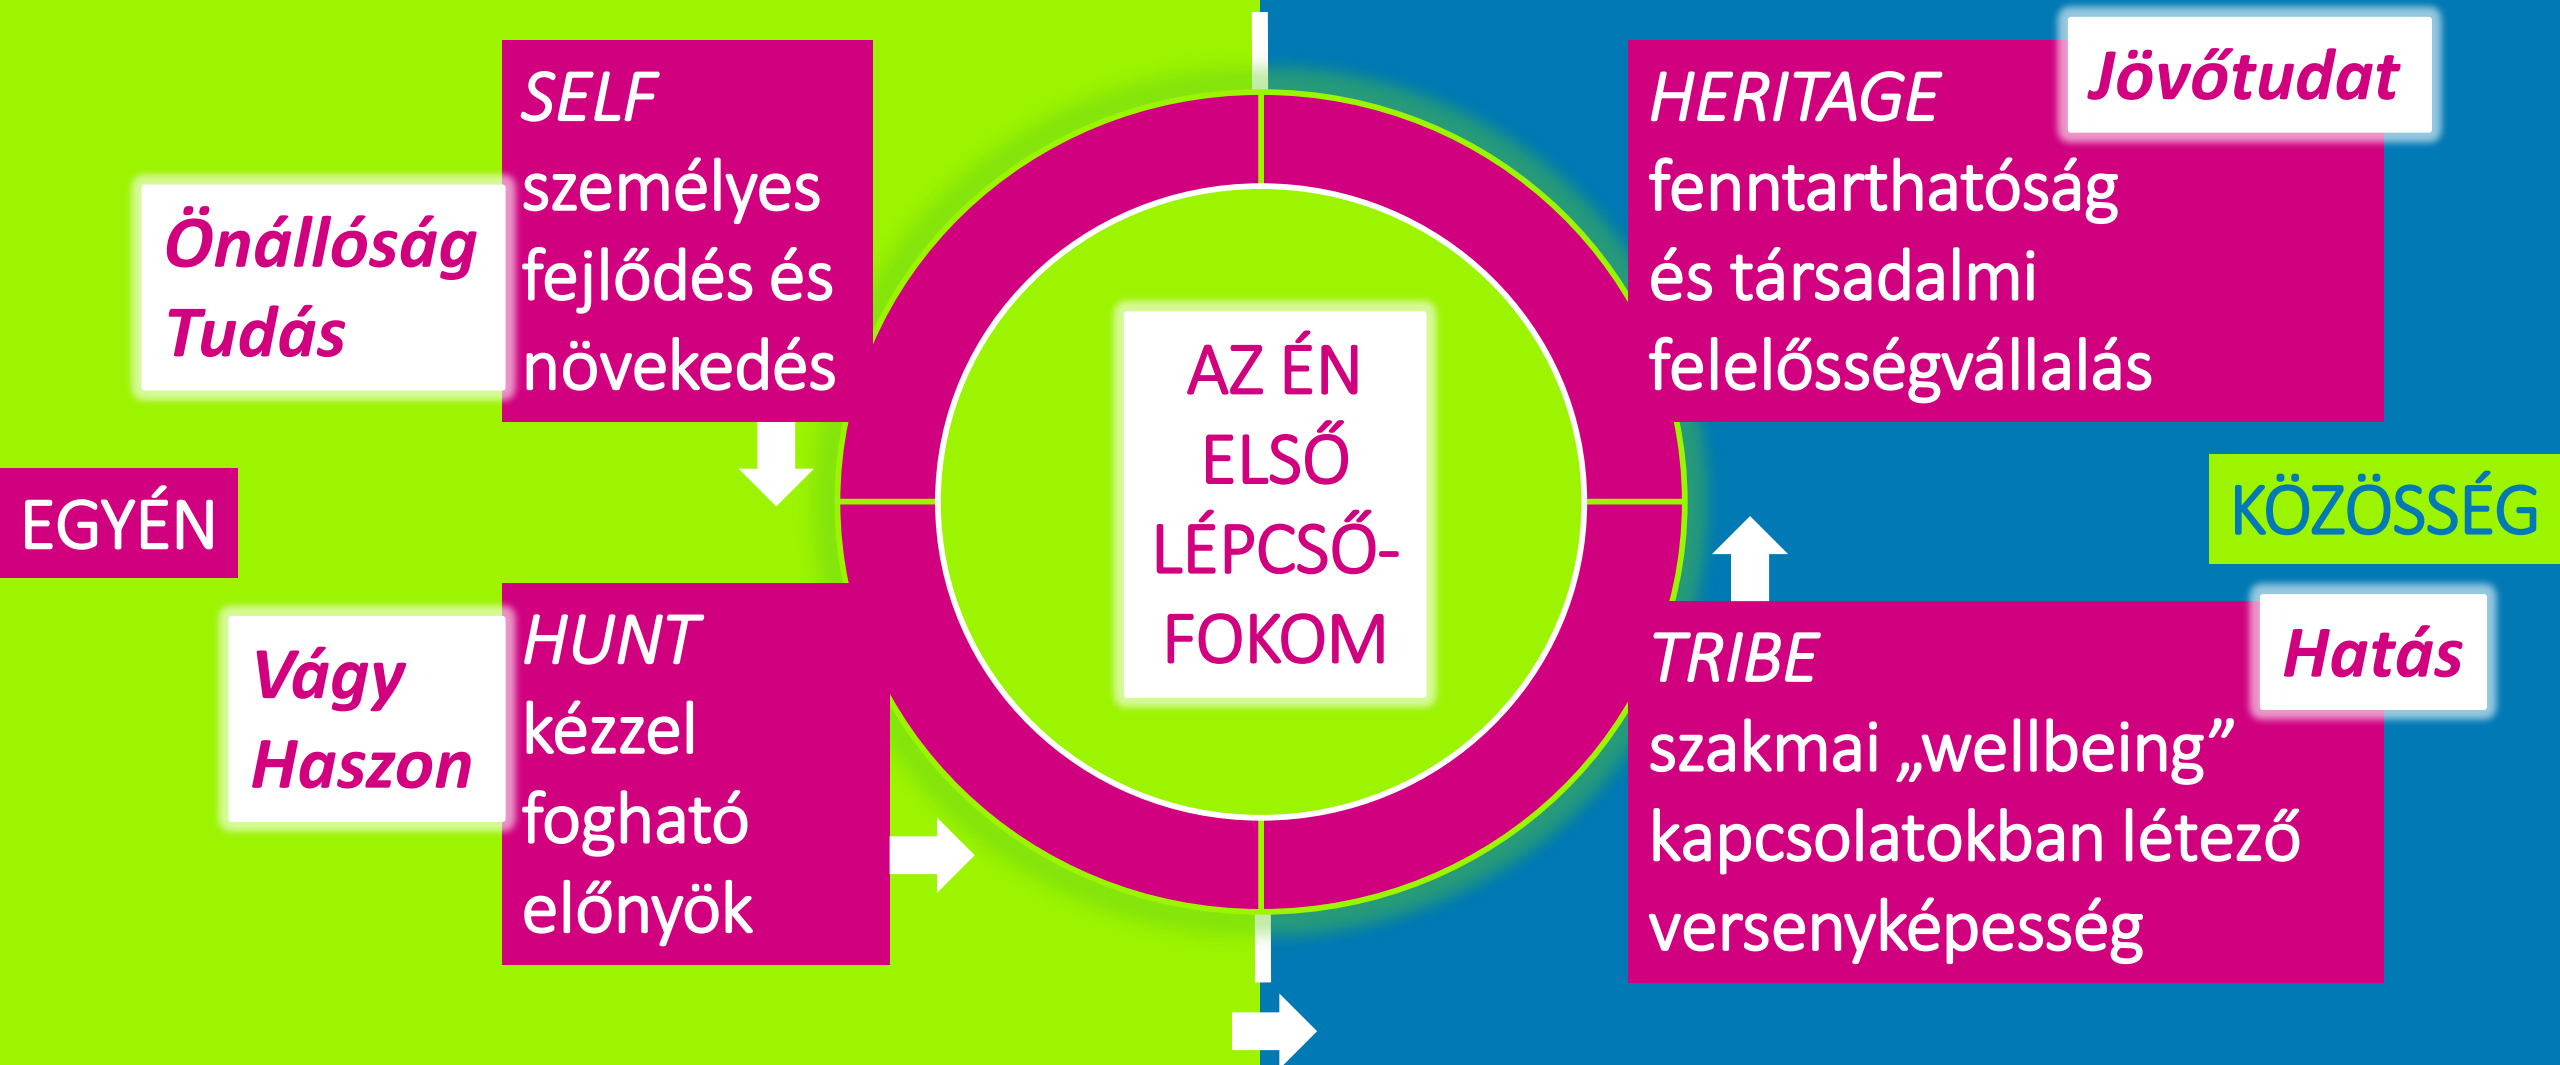 SELF
személyes
fejlődés és
növekedés
Önállóság
Tudás
EGYÉN
HUNT
kézzel
fogható
előnyök
Vágy
Haszon
AZ ÉN
ELSŐ
LÉPCSŐ-
FOKOM
HERITAGE
fenntarthatóság
és társadalmi
felelősségvállalás
Jövőtudat
KÖZÖSSÉG
TRIBE
szakmai „wellbeing”
kapcsolatokban létező
versenyképesség
Hatás